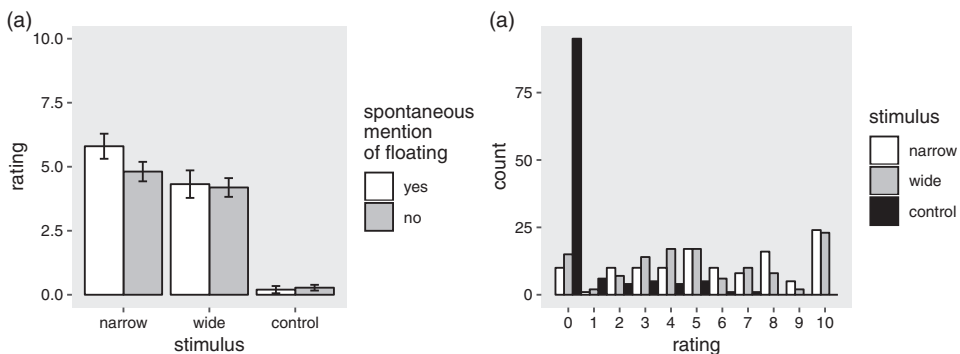 (a)
10.0
7.5
5.0
2.5
0.0
rating
narrow wide control
stimulus
spontaneous
mention
of floating
yes
no
(a)
75
50
25
0
count
0 1 2 3 4 5 6 7 8 9 10
rating
stimulus
narrow
wide
control